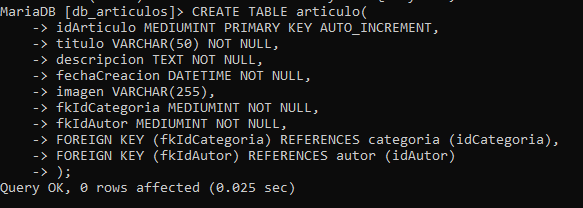 MariaDB [db_articulos]> CREATE TABLE articulo(
    -> idArticulo MEDIUMINT PRIMARY KEY AUTO_INCREMENT,
    -> titulo VARCHAR(50) NOT NULL,
    -> descripcion TEXT NOT NULL,
    -> fechaCreacion DATETIME NOT NULL,
    -> imagen VARCHAR(255),
    -> fkIdCategoria MEDIUMINT NOT NULL,
    -> fkIdAutor MEDIUMINT NOT NULL,
    -> FOREIGN KEY (fkIdCategoria) REFERENCES categoria (idCategoria),
    -> FOREIGN KEY (fkIdAutor) REFERENCES autor (idAutor)
    -> );
Query OK, 0 rows affected (0.025 sec)